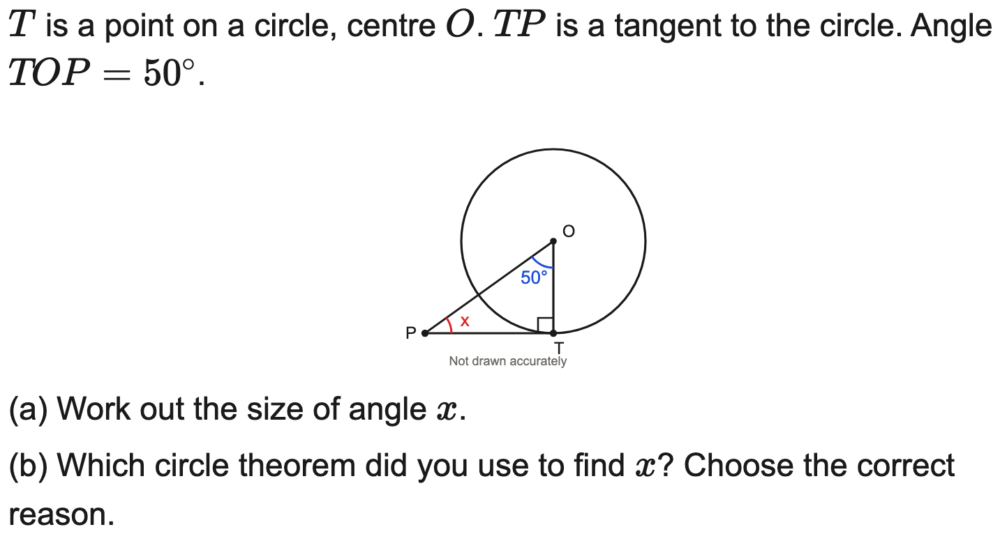 T is a point on a circle, centre O. TP is a tangent to the circle. Angle
TOP = 50°.
O
50°
x
P
T
Not drawn accurately
(a) Work out the size of angle x.
(b) Which circle theorem did you use to find x? Choose the correct
reason.